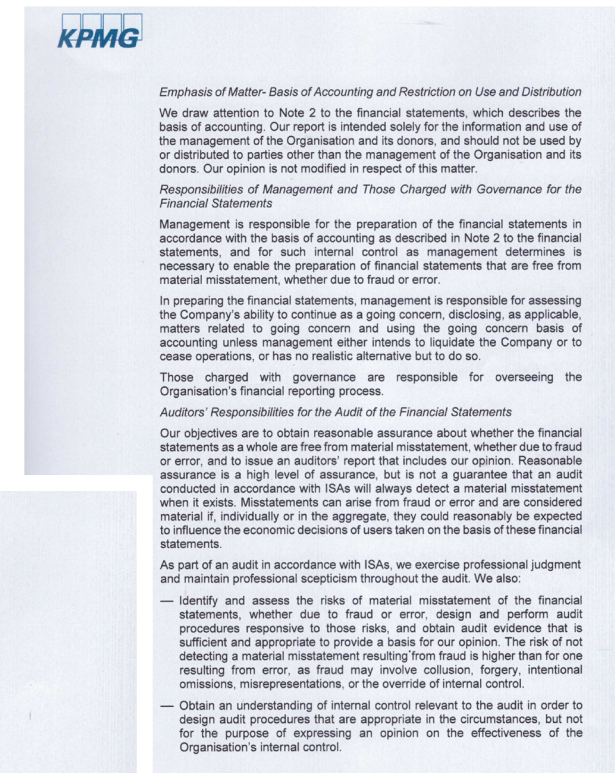 KPMG
Emphasis of Matter- Basis of Accounting and Restriction on Use and Distribution
We draw attention to Note 2 to the financial statements, which describes the
basis of accounting. Our report is intended solely for the information and use of
the management of the Organisation and its donors, and should not be used by
or distributed to parties other than the management of the Organisation and its
donors. Our opinion is not modified in respect of this matter.
Responsibilities of Management and Those Charged with Governance for the
Financial Statements
Management is responsible for the preparation of the financial statements in
accordance with the basis of accounting as described in Note 2 to the financial
statements, and for such internal control as management determines is
necessary to enable the preparation of financial statements that are free from
material misstatement, whether due to fraud or error.
In preparing the financial statements, management is responsible for assessing
the Company's ability to continue as a going concern, disclosing, as applicable,
matters related to going concern and using the going concern basis of
accounting unless management either intends to liquidate the Company or to
cease operations, or has no realistic alternative but to do so.
Those charged with governance are responsible for overseeing the
Organisation's financial reporting process.
Auditors' Responsibilities for the Audit of the Financial Statements
Our objectives are to obtain reasonable assurance about whether the financial
statements as a whole are free from material misstatement, whether due to fraud
or error, and to issue an auditors' report that includes our opinion. Reasonable
assurance is a high level of assurance, but is not a guarantee that an audit
conducted in accordance with ISAs will always detect a material misstatement
when it exists. Misstatements can arise from fraud or error and are considered
material if, individually or in the aggregate, they could reasonably be expected
to influence the economic decisions of users taken on the basis of these financial
statements.
As part of an audit in accordance with ISAs, we exercise professional judgment
and maintain professional scepticism throughout the audit. We also:
— Identify and assess the risks of material misstatement of the financial
statements, whether due to fraud or error, design and perform audit
procedures responsive to those risks, and obtain audit evidence that is
sufficient and appropriate to provide a basis for our opinion. The risk of not
detecting a material misstatement resulting from fraud is higher than for one
resulting from error, as fraud may involve collusion, forgery, intentional
omissions, misrepresentations, or the override of internal control.
— Obtain an understanding of internal control relevant to the audit in order to
design audit procedures that are appropriate in the circumstances, but not
for the purpose of expressing an opinion on the effectiveness of the
Organisation's internal control.